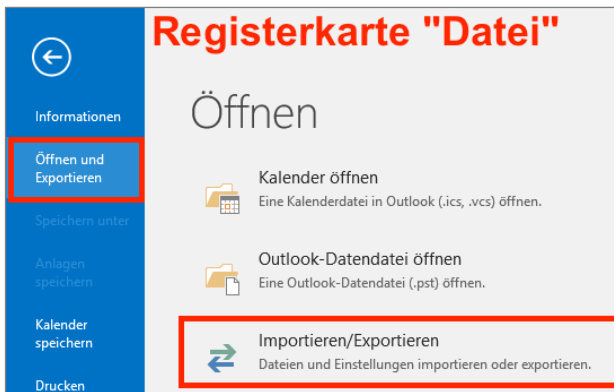 Registerkarte "Datei"
Informationen
Öffnen und
Exportieren
Speichern unter
Anlagen
speichern
Kalender
speichern
Drucken
Öffnen
Kalender öffnen
Eine Kalenderdatei in Outlook (.ics, .vcs) öffnen.
Outlook-Datendatei öffnen
Eine Outlook-Datendatei (.pst) öffnen.
Importieren/Exportieren
Dateien und Einstellungen importieren oder exportieren.